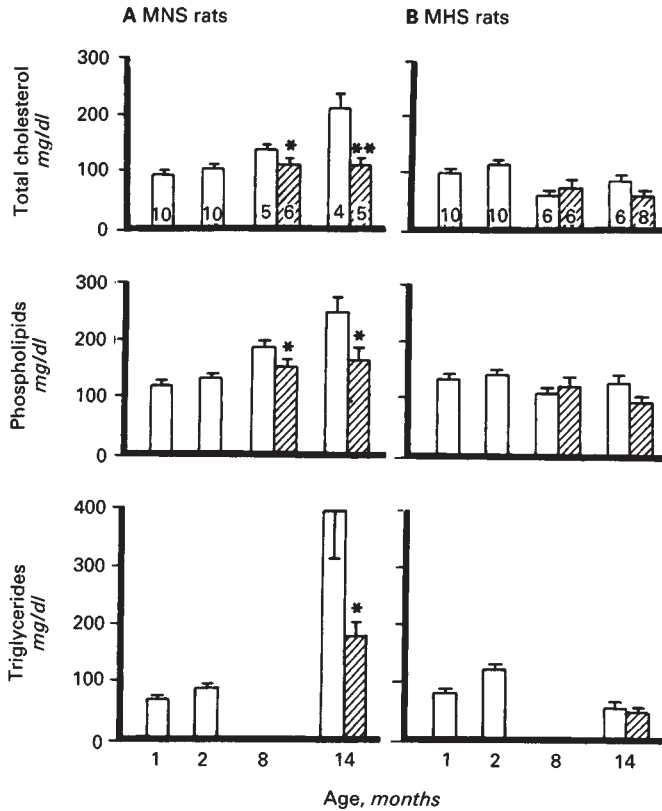 A MNS rats
B MHS rats
Total cholesterol
mg/dl
300
200
100
0
10
10
5
6
*
4
5
**
10
10
6
6
6
8
Phospholipids
mg/dl
300
200
100
0
*
*
Triglycerides
mg/dl
400
300
200
100
0
*
1 2 8 14
1 2 8 14
Age, months